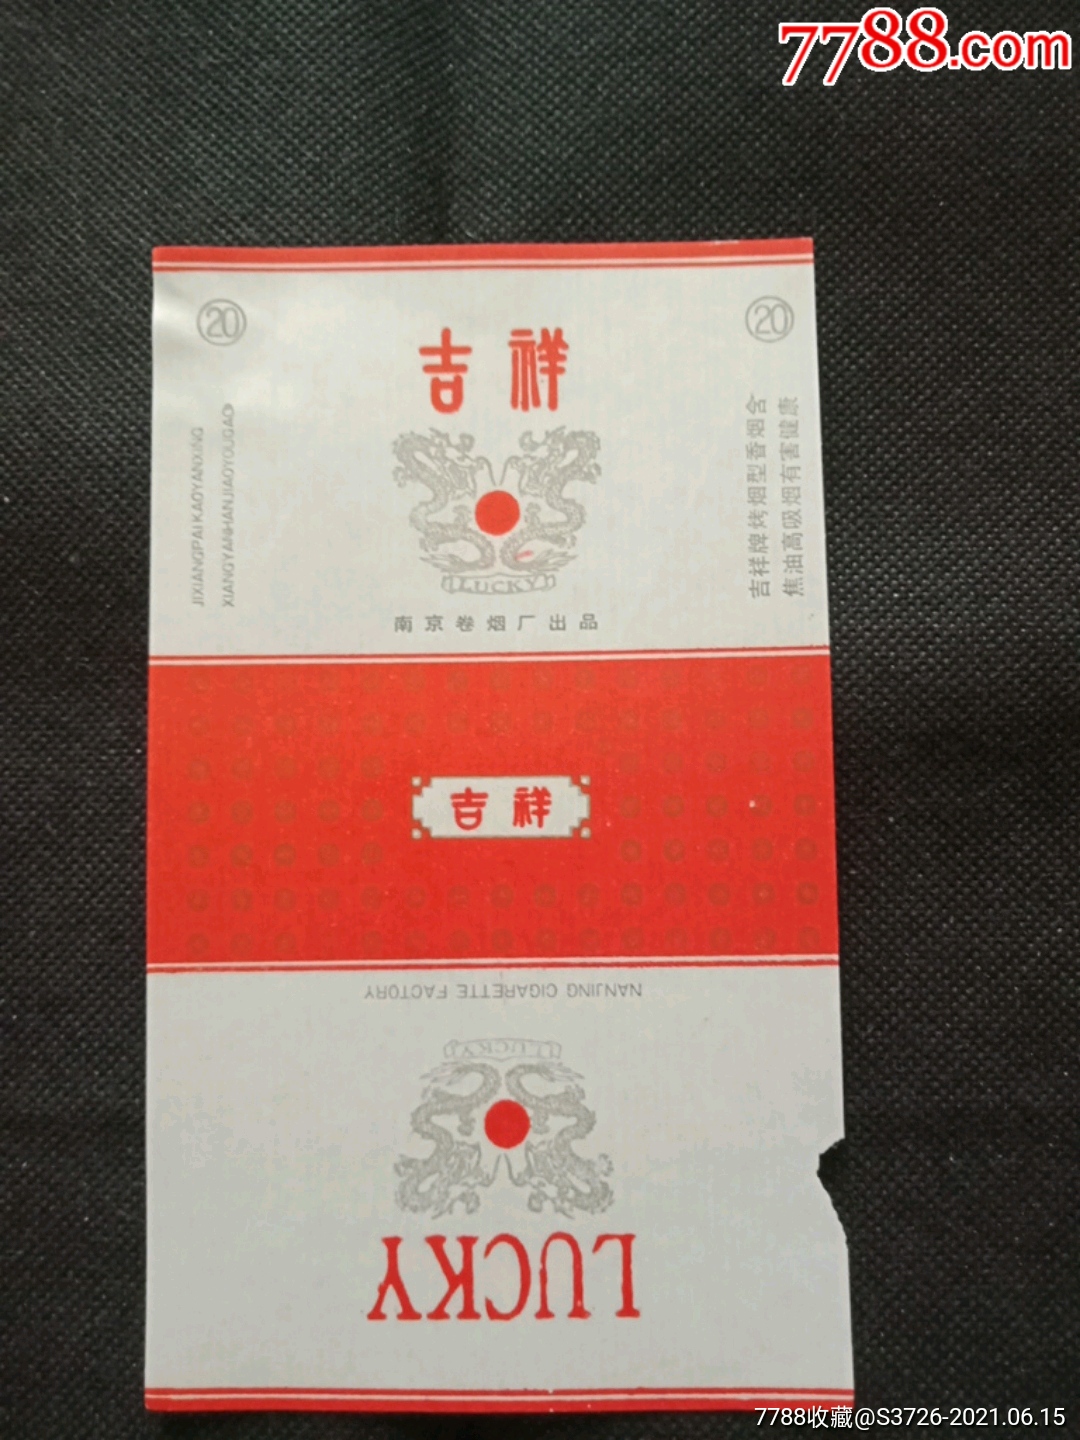 7788.com
20
20
吉祥
JIXIANGPAI KAOYANXING
XIANGYANHANJIAOYOUGAO
吉祥牌烤烟型香烟含
焦油高吸烟有害健康
LUCKY
南京卷烟厂出品
吉祥
NANJING CIGARETTE FACTORY
LUCKY
LUCKY
7788收藏@S3726-2021.06.15